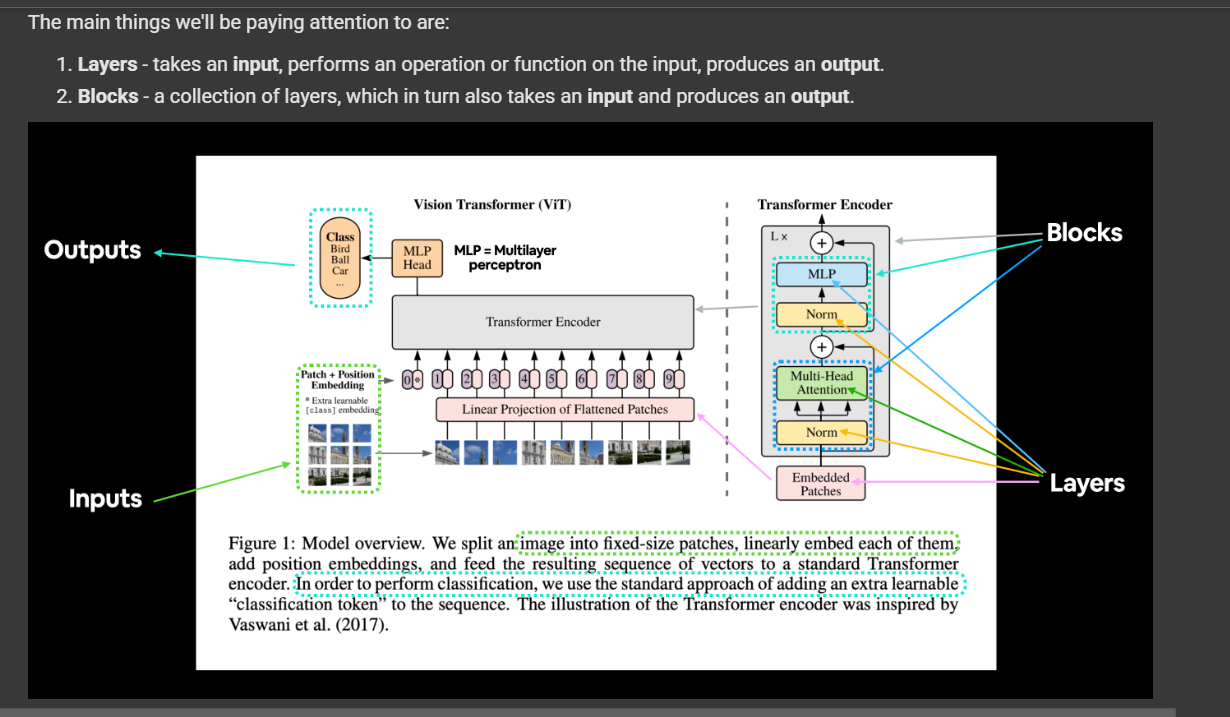 The main things we'll be paying attention to are:
1. Layers - takes an input, performs an operation or function on the input, produces an output.
2. Blocks - a collection of layers, which in turn also takes an input and produces an output.
Vision Transformer (ViT)
Transformer Encoder
Outputs
Class
Bird
Ball
Car
...
MLP
Head
MLP = Multilayer
perceptron
Transformer Encoder
Patch + Position
Embedding
* Extra learnable
[class] embedding
0 * 1 2 3 4 5 6 7 8 9
Linear Projection of Flattened Patches
Inputs
L x
+
MLP
Norm
+
Multi-Head
Attention
Norm
Embedded
Patches
Blocks
Layers
Figure 1: Model overview. We split an image into fixed-size patches, linearly embed each of them,
add position embeddings, and feed the resulting sequence of vectors to a standard Transformer
encoder. In order to perform classification, we use the standard approach of adding an extra learnable
“classification token” to the sequence. The illustration of the Transformer encoder was inspired by
Vaswani et al. (2017).